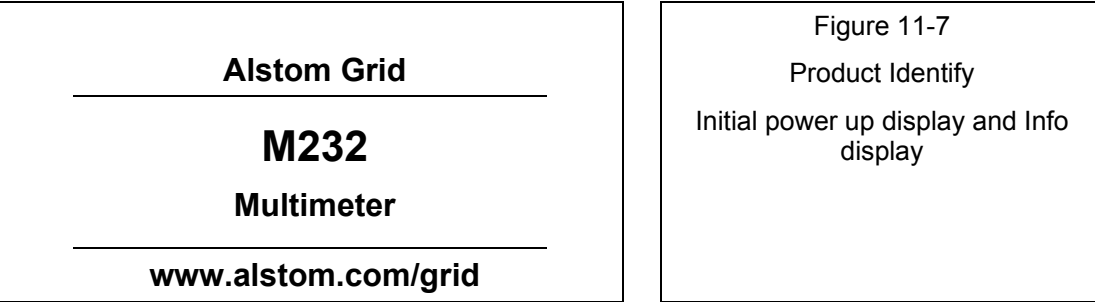 Alstom Grid
M232
Multimeter
www.alstom.com/grid
Figure 11-7
Product Identify
Initial power up display and Info
display